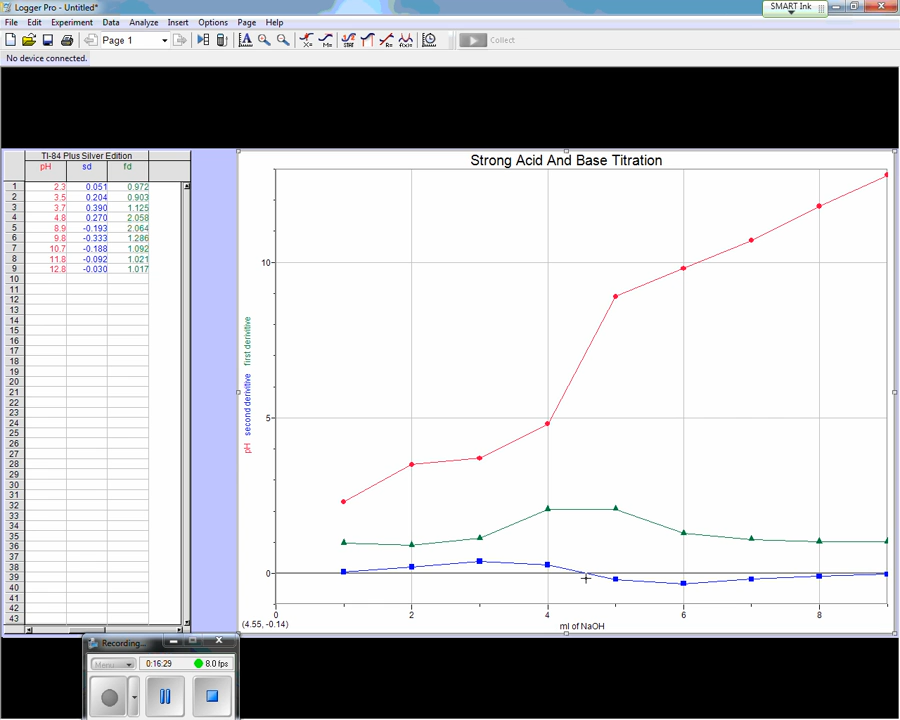 Logger Pro - Untitled*
SMART Ink
File Edit Experiment Data Analyze Insert Options Page Help
Page 1
Collect
No device connected.
TI-84 Plus Silver Edition
pH sd fd
1 2.3 0.051 0.972
2 3.5 0.204 0.903
3 3.7 0.390 1.125
4 4.8 0.270 2.058
5 8.9 -0.193 2.064
6 9.8 -0.333 1.286
7 10.7 -0.188 1.092
8 11.8 -0.092 1.021
9 12.8 -0.030 1.017
10
11
12
13
14
15
16
17
18
19
20
21
22
23
24
25
26
27
28
29
30
31
32
33
34
35
36
37
38
39
40
41
42
43
Strong Acid And Base Titration
10
5
0
pH second derivitive first derivitive
0 2 4 6 8
(4.55, -0.14)
ml of NaOH
Recording...
Menu
0:16:29
8.0 fps